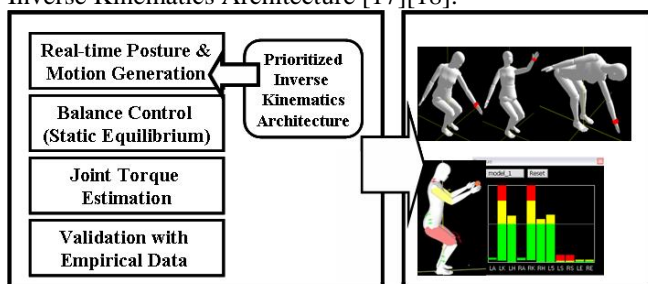 Inverse Kinematics Architecture [17][18].
Real-time Posture &
Motion Generation
Prioritized
Inverse
Kinematics
Architecture
Balance Control
(Static Equilibrium)
Joint Torque
Estimation
Validation with
Empirical Data
model_1 Reset
LA LK LH RA RK RH LS LS RS LE RE